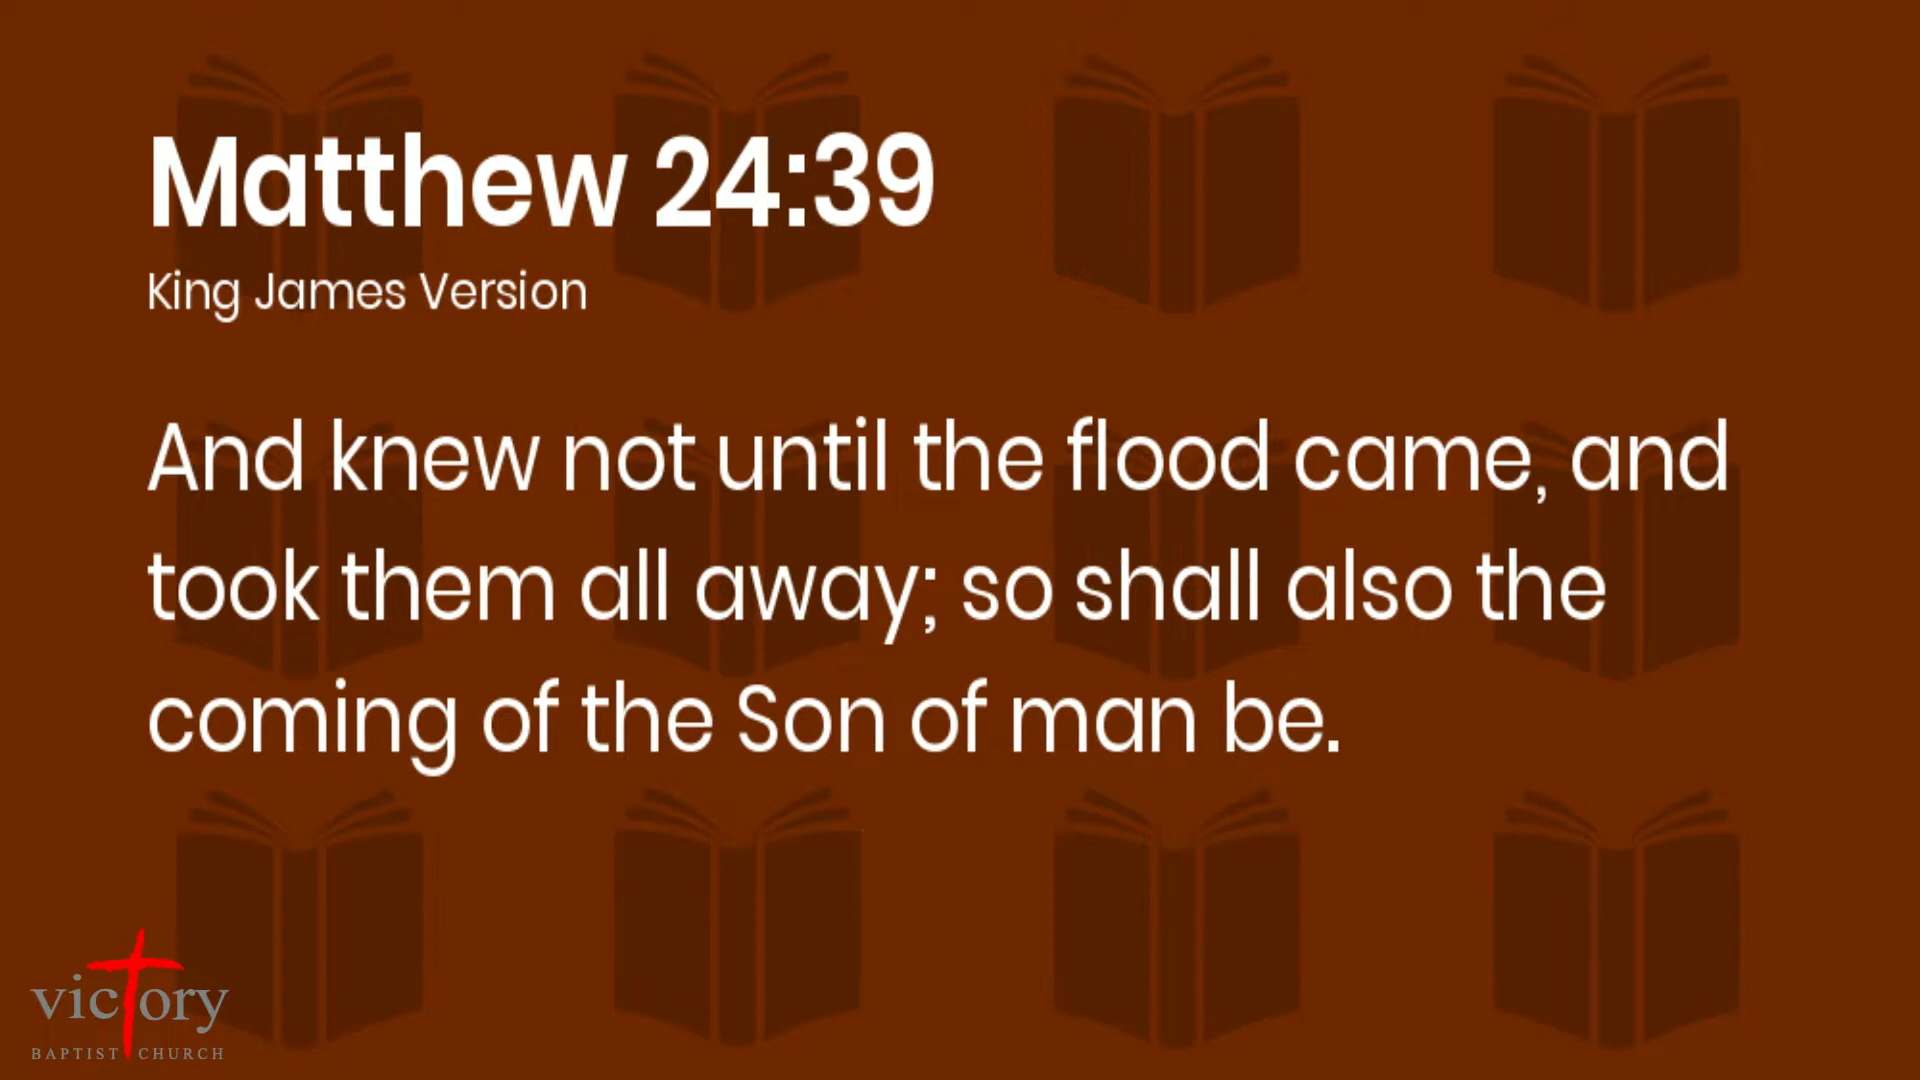 Matthew 24:39
King James Version
And knew not until the flood came, and
took them all away; so shall also the
coming of the Son of man be.
victory
BAPTIST CHURCH